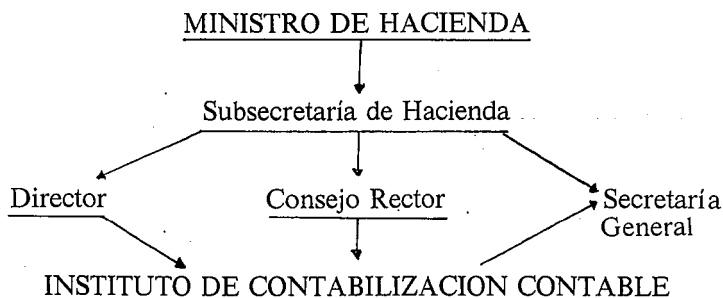 MINISTRO DE HACIENDA
Subsecretaría de Hacienda
Director
Consejo Rector
Secretaría
General
INSTITUTO DE CONTABILIZACION CONTABLE